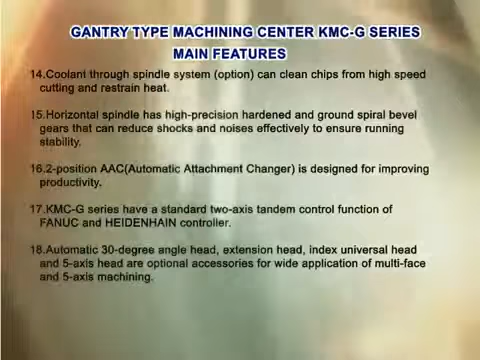 GANTRY TYPE MACHINING CENTER KMC-G SERIES
MAIN FEATURES
14.Coolant through spindle system (option) can clean chips from high speed
cutting and restrain heat.
15.Horizontal spindle has high-precision hardened and ground spiral bevel
gears that can reduce shocks and noises effectively to ensure running
stability.
16.2-position AAC(Automatic Attachment Changer) is designed for improving
productivity.
17.KMC-G series have a standard two-axis tandem control function of
FANUC and HEIDENHAIN controller.
18.Automatic 30-degree angle head, extension head, index universal head
and 5-axis head are optional accessories for wide application of multi-face
and 5-axis machining.